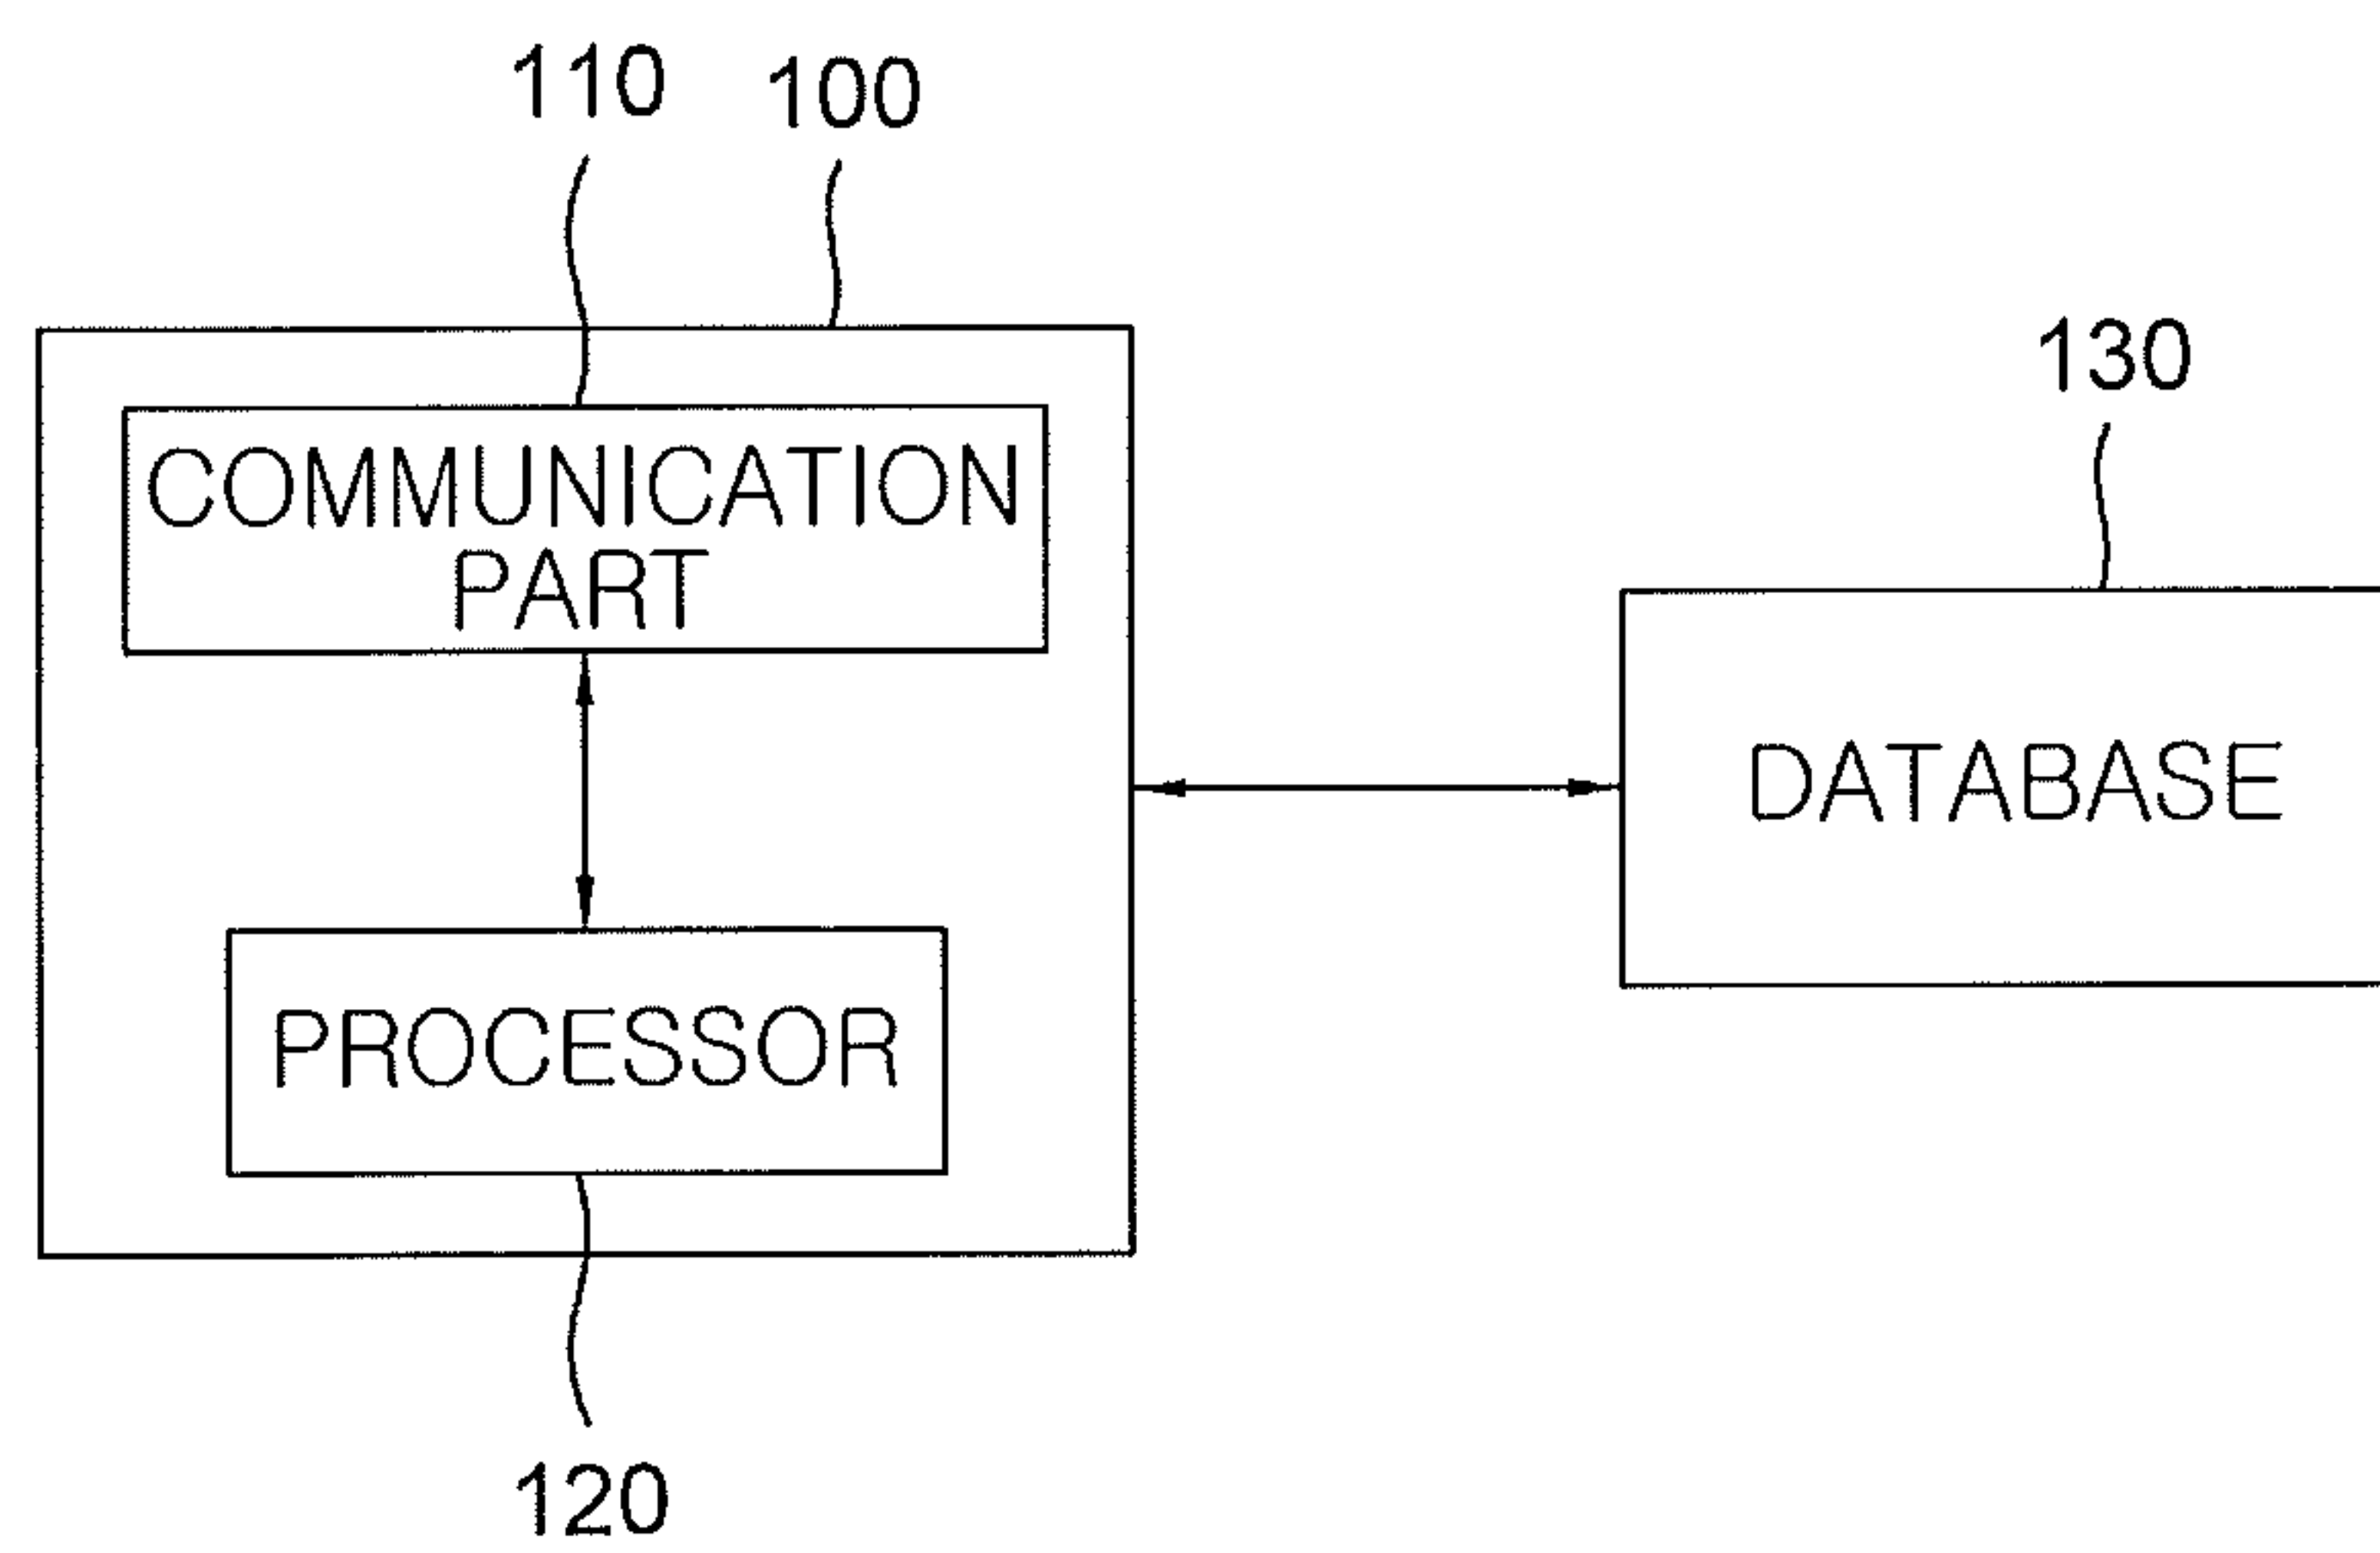 110
100
130
COMMUNICATION
PART
DATABASE
PROCESSOR
120